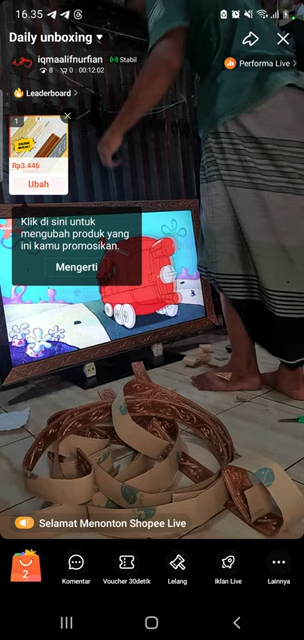 16.35
Daily unboxing
iqmaalifnurfian Stabil
8 0 00:12:02
Performa Live
Leaderboard
1
Rp3.446
Ubah
Klik di sini untuk
mengubah produk yang
ini kamu promosikan.
Mengerti
Selamat Menonton Shopee Live
2
Komentar
Voucher 30detik
Lelang
Iklan Live
Lainnya